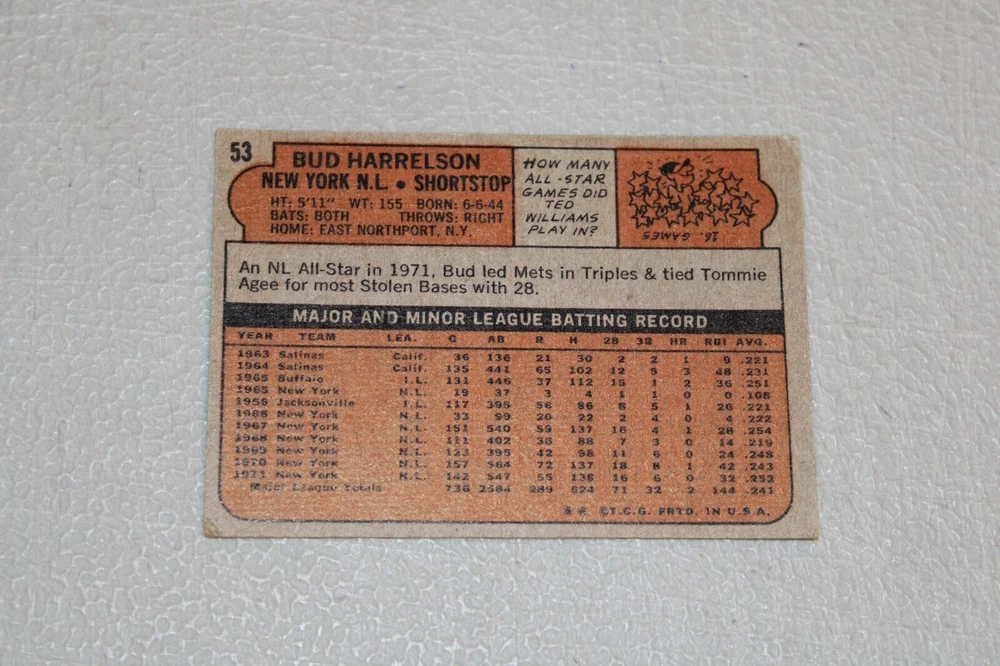 53
BUD HARRELSON
NEW YORK N.L. • SHORTSTOP
HT: 5'11" WT: 155 BORN: 6-6-44
BATS: BOTH THROWS: RIGHT
HOME: EAST NORTHPORT, N.Y.
HOW MANY
ALL-STAR
GAMES DID
TED
WILLIAMS
PLAY IN?
16. GAMES
An NL All-Star in 1971, Bud led Mets in Triples & tied Tommie
Agee for most Stolen Bases with 28.
MAJOR AND MINOR LEAGUE BATTING RECORD
YEAR TEAM LEA. G AB R H 2B 3B HR RBI AVG.
1963 Salinas Calif. 36 136 21 30 2 2 1 9 .221
1964 Salinas Calif. 135 441 65 102 12 5 3 48 .231
1965 Buffalo I.L. 131 446 37 112 15 1 2 36 .251
1965 New York N.L. 19 37 3 4 1 1 0 0 .108
1966 Jacksonville I.L. 117 395 56 86 8 5 1 26 .221
1966 New York N.L. 33 99 20 22 2 4 0 4 .222
1967 New York N.L. 151 540 59 137 16 4 1 28 .254
1968 New York N.L. 111 402 38 88 7 3 0 14 .219
1969 New York N.L. 123 395 42 98 11 6 0 24 .248
1970 New York N.L. 157 564 72 137 18 8 1 42 .243
1971 New York N.L. 142 547 55 138 16 6 0 32 .252
Major League Totals 736 2584 289 624 71 32 2 144 .241
* * ©T.C.G. PRTD. IN U.S.A.